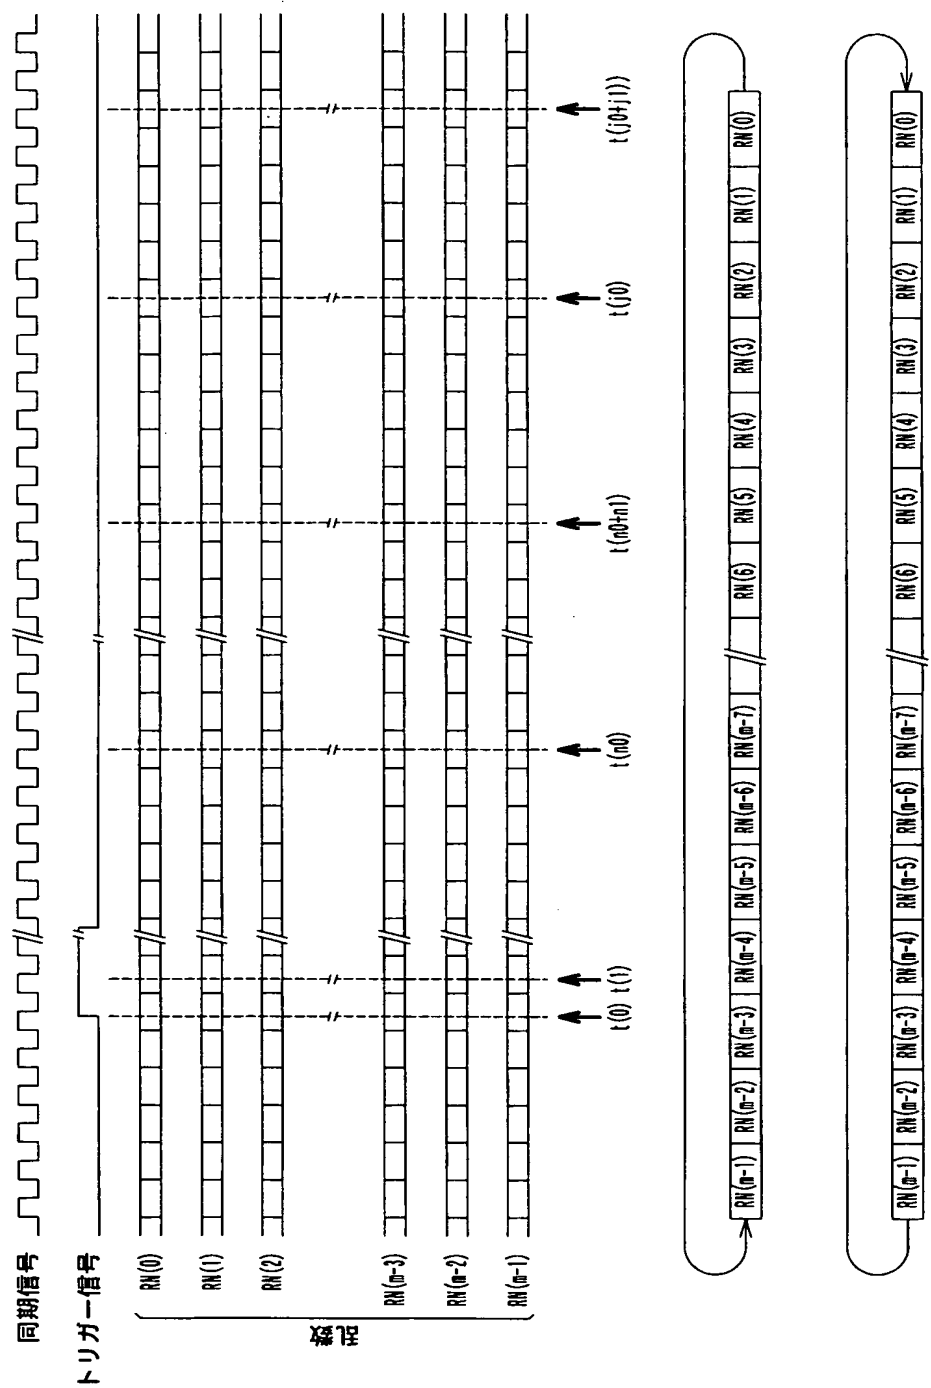 同期信号
トリガー信号
乱数
RN(0)
RN(1)
RN(2)
RN(m-3)
RN(m-2)
RN(m-1)
t(0) t(1) t(n0) t(n0+n1) t(j0) t(j0+j1))
RN(m-1) RN(m-2) RN(m-3) RN(m-4) RN(m-5) RN(m-6) RN(m-7) RN(6) RN(5) RN(4) RN(3) RN(2) RN(1) RN(0)
RN(m-1) RN(m-2) RN(m-3) RN(m-4) RN(m-5) RN(m-6) RN(m-7) RN(6) RN(5) RN(4) RN(3) RN(2) RN(1) RN(0)